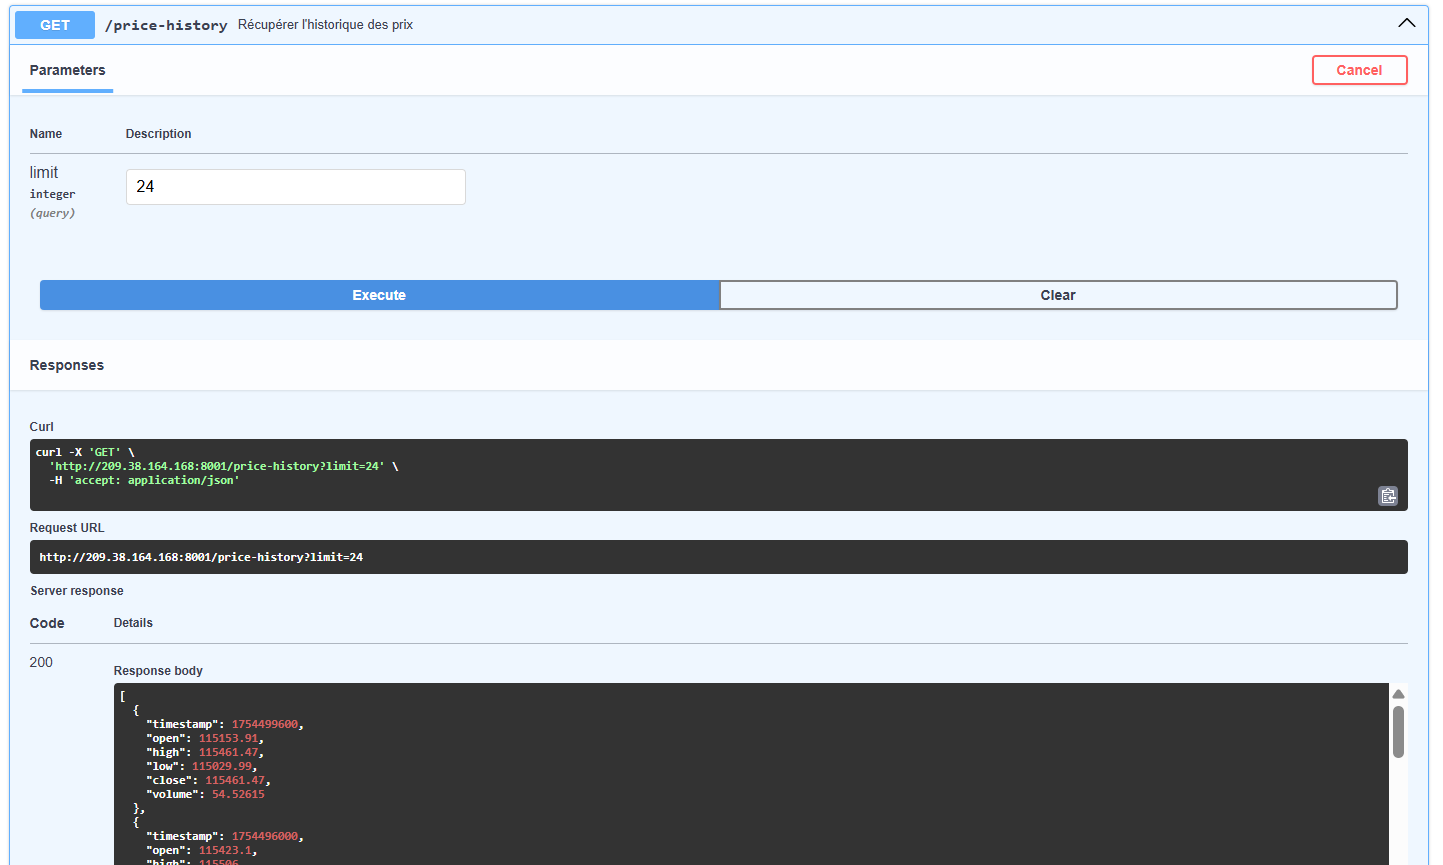 GET /price-history Récupérer l'historique des prix
Parameters
Cancel
Name Description
limit
integer
(query)
24
Execute
Clear
Responses
Curl
curl -X 'GET' \
'http://209.38.164.168:8001/price-history?limit=24' \
-H 'accept: application/json'
Request URL
http://209.38.164.168:8001/price-history?limit=24
Server response
Code Details
200
Response body
[
{
"timestamp": 1754499600,
"open": 115153.91,
"high": 115461.47,
"low": 115029.99,
"close": 115461.47,
"volume": 54.52615
},
{
"timestamp": 1754496000,
"open": 115423.1,
"high": 115506